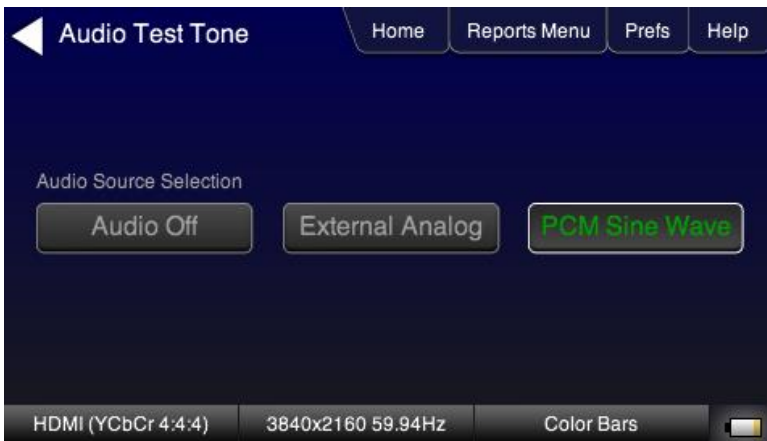 Audio Test Tone
Home
Reports Menu
Prefs
Help
Audio Source Selection
Audio Off
External Analog
PCM Sine Wave
HDMI (YCbCr 4:4:4)
3840x2160 59.94Hz
Color Bars